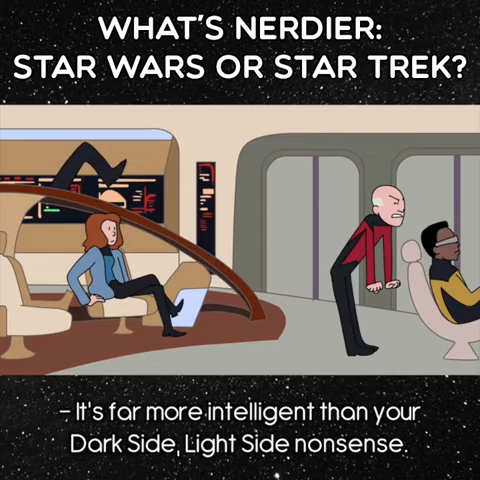 WHAT'S NERDIER:
STAR WARS OR STAR TREK?
– It's far more intelligent than your
Dark Side, Light Side nonsense.